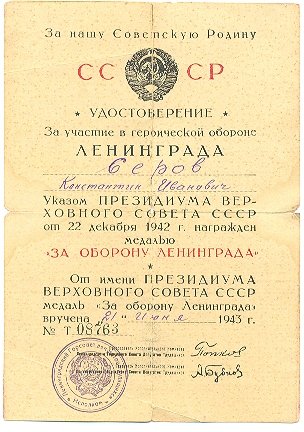 За нашу Советскую Родину
СССР
УДОСТОВЕРЕНИЕ
За участие в героической обороне
ЛЕНИНГРАДА
Серов
Константин Иванович
Указом ПРЕЗИДИУМА ВЕР-
ХОВНОГО СОВЕТА СССР
от 22 декабря 1942 г. награжден
медалью
«ЗА ОБОРОНУ ЛЕНИНГРАДА»
От имени ПРЕЗИДИУМА
ВЕРХОВНОГО СОВЕТА СССР
медаль «За оборону Ленинграда»
вручена „21" Июня 1943 г.
№ Т. 08763
Попков